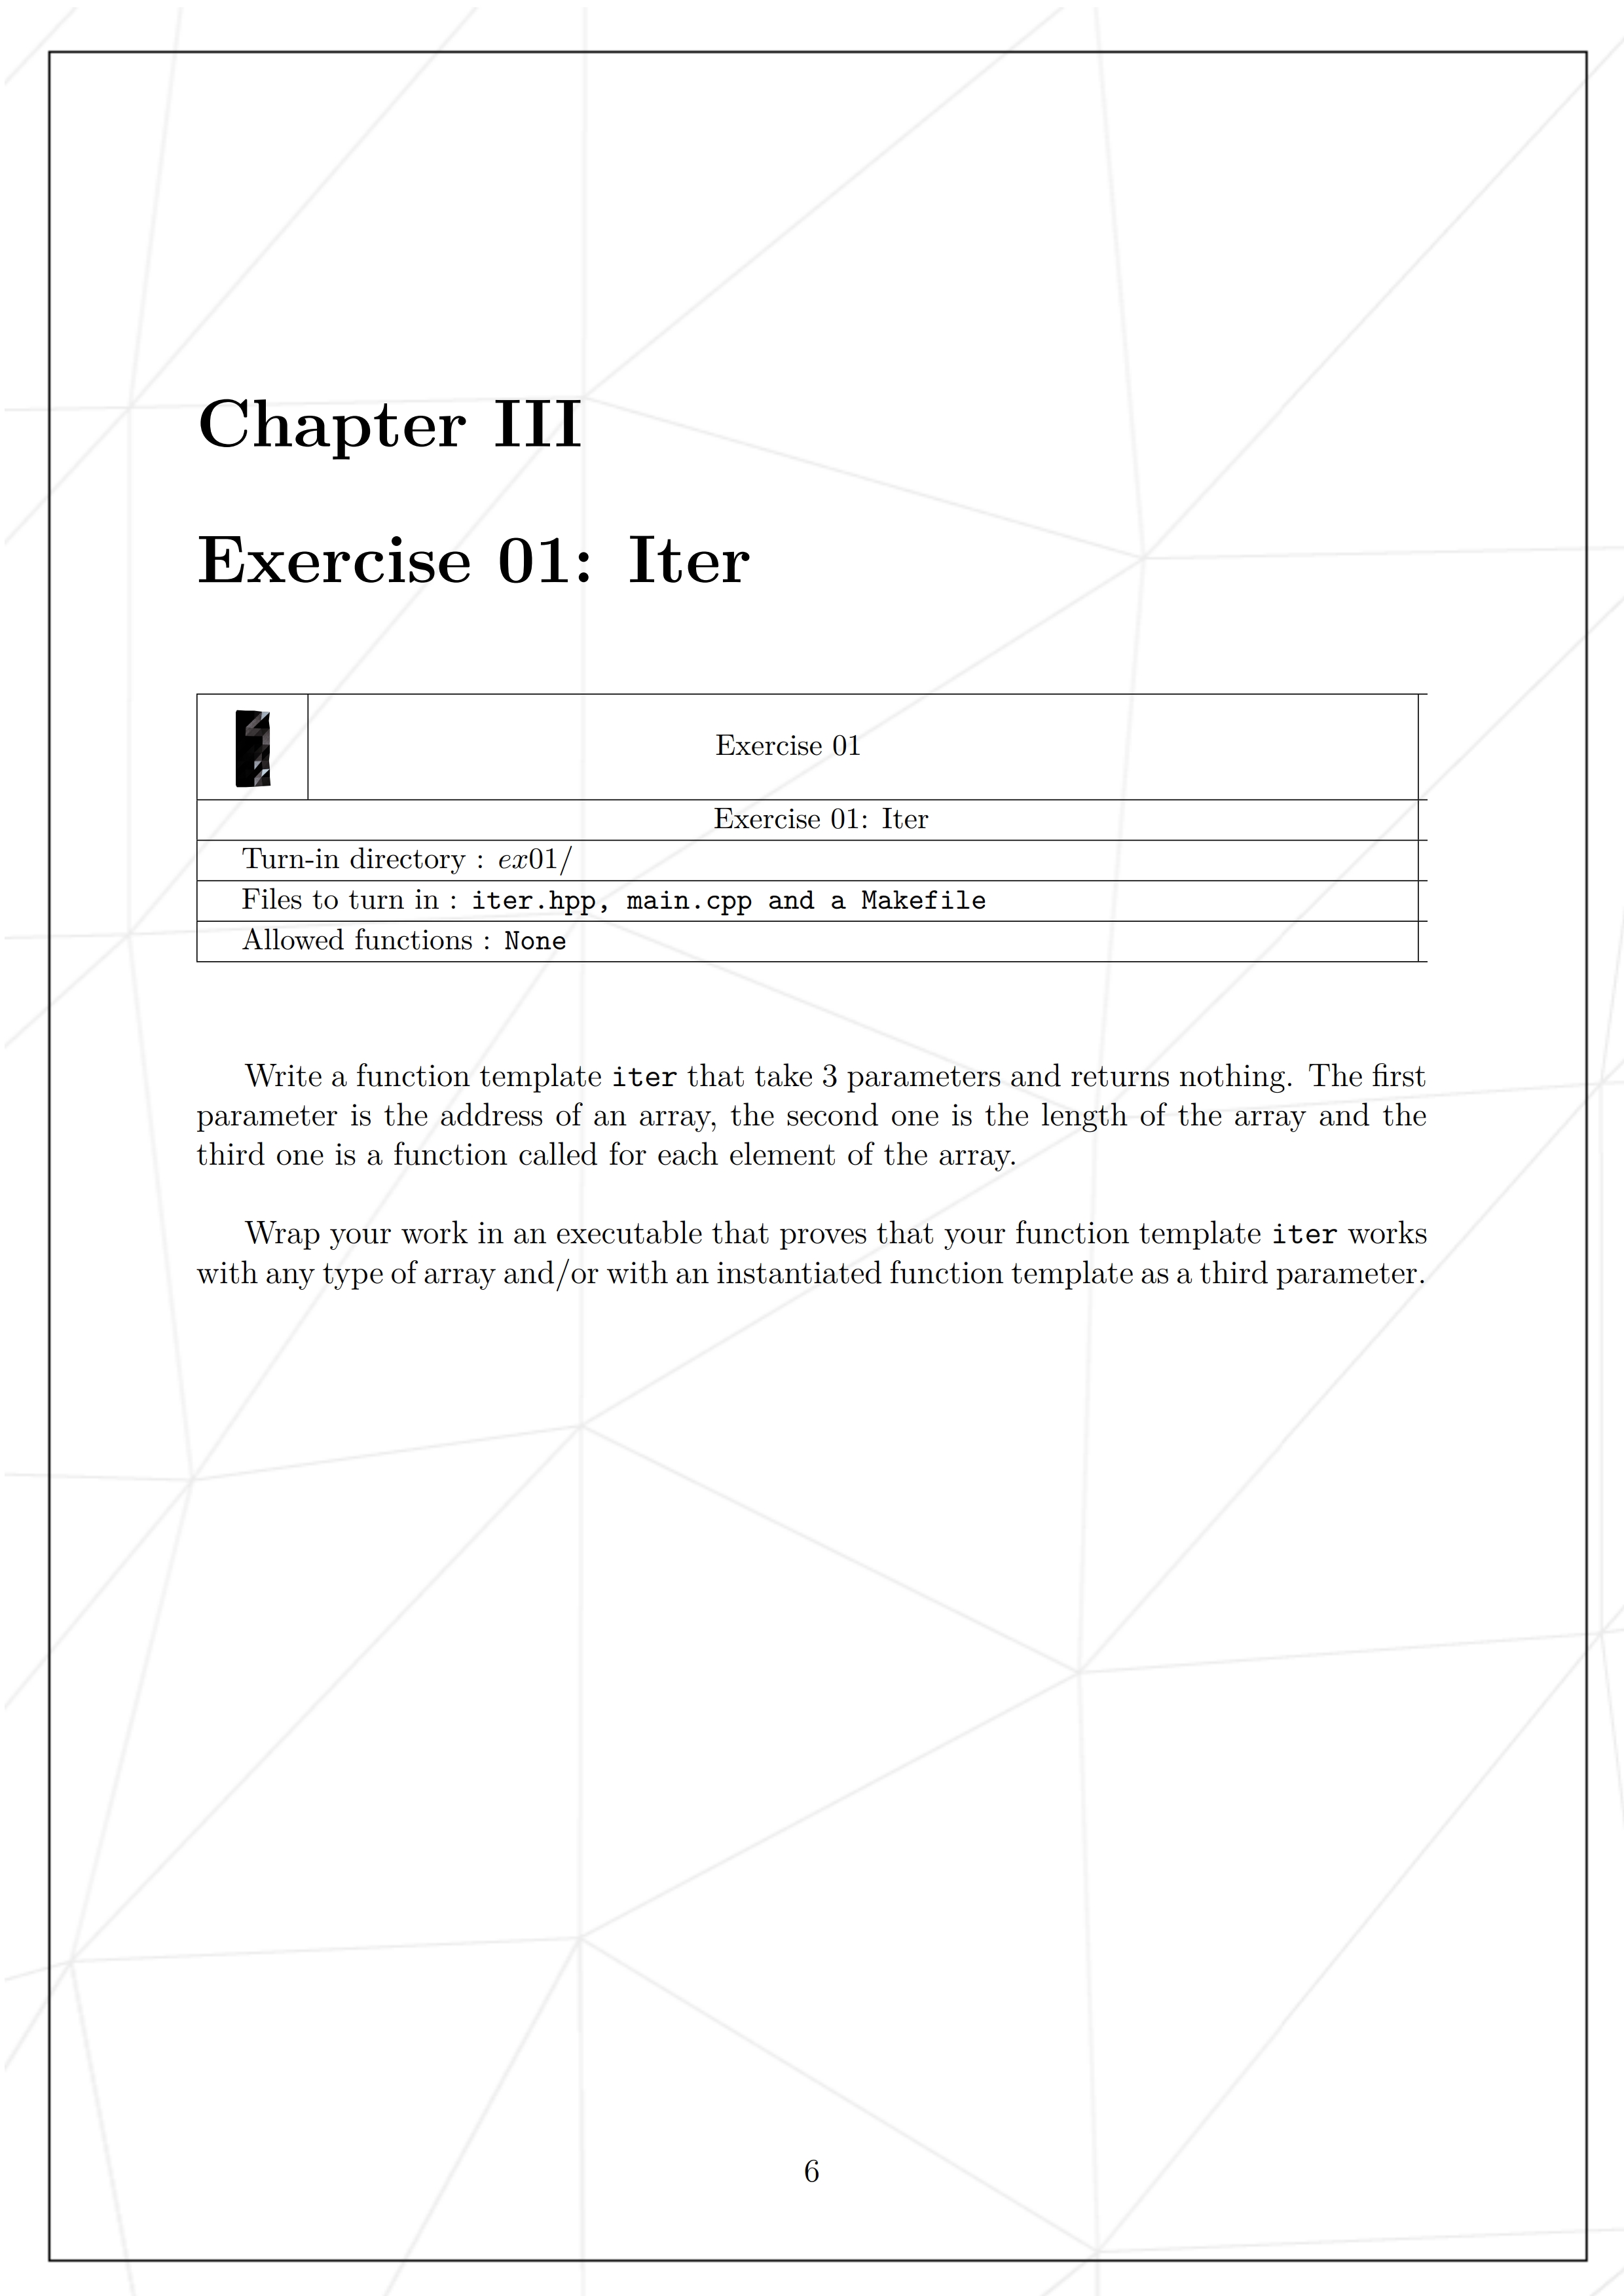 Chapter III
Exercise 01: Iter
Exercise 01
Exercise 01: Iter
Turn-in directory : ex01/
Files to turn in : iter.hpp, main.cpp and a Makefile
Allowed functions : None
Write a function template iter that take 3 parameters and returns nothing. The first
parameter is the address of an array, the second one is the length of the array and the
third one is a function called for each element of the array.
Wrap your work in an executable that proves that your function template iter works
with any type of array and/or with an instantiated function template as a third parameter.
6